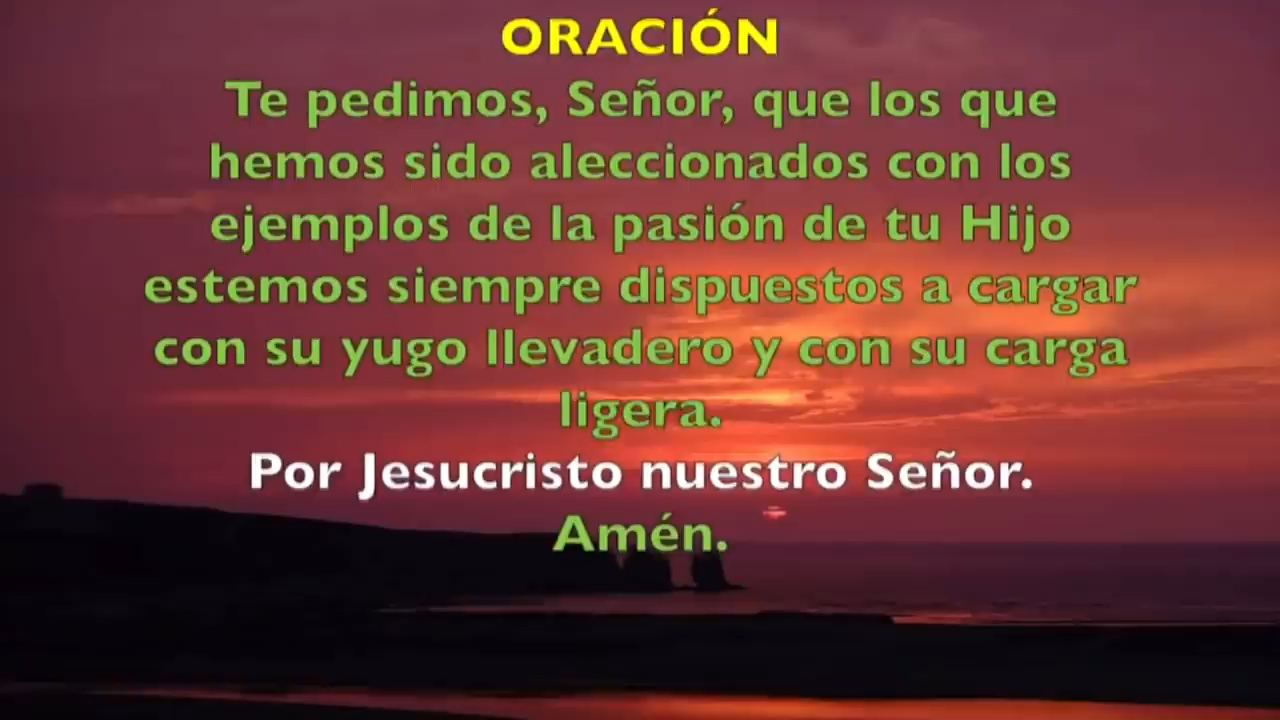 ORACIÓN
Te pedimos, Señor, que los que
hemos sido aleccionados con los
ejemplos de la pasión de tu Hijo
estemos siempre dispuestos a cargar
con su yugo llevadero y con su carga
ligera.
Por Jesucristo nuestro Señor.
Amén.